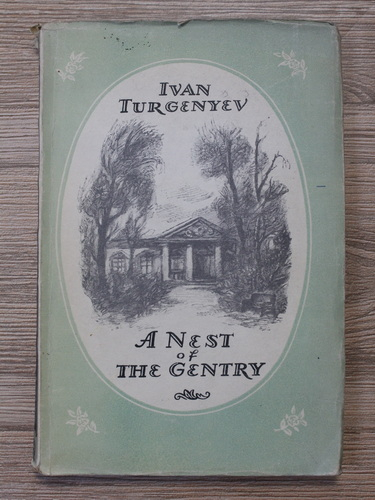 IVAN
TURGENYEV
A NEST
of
THE GENTRY